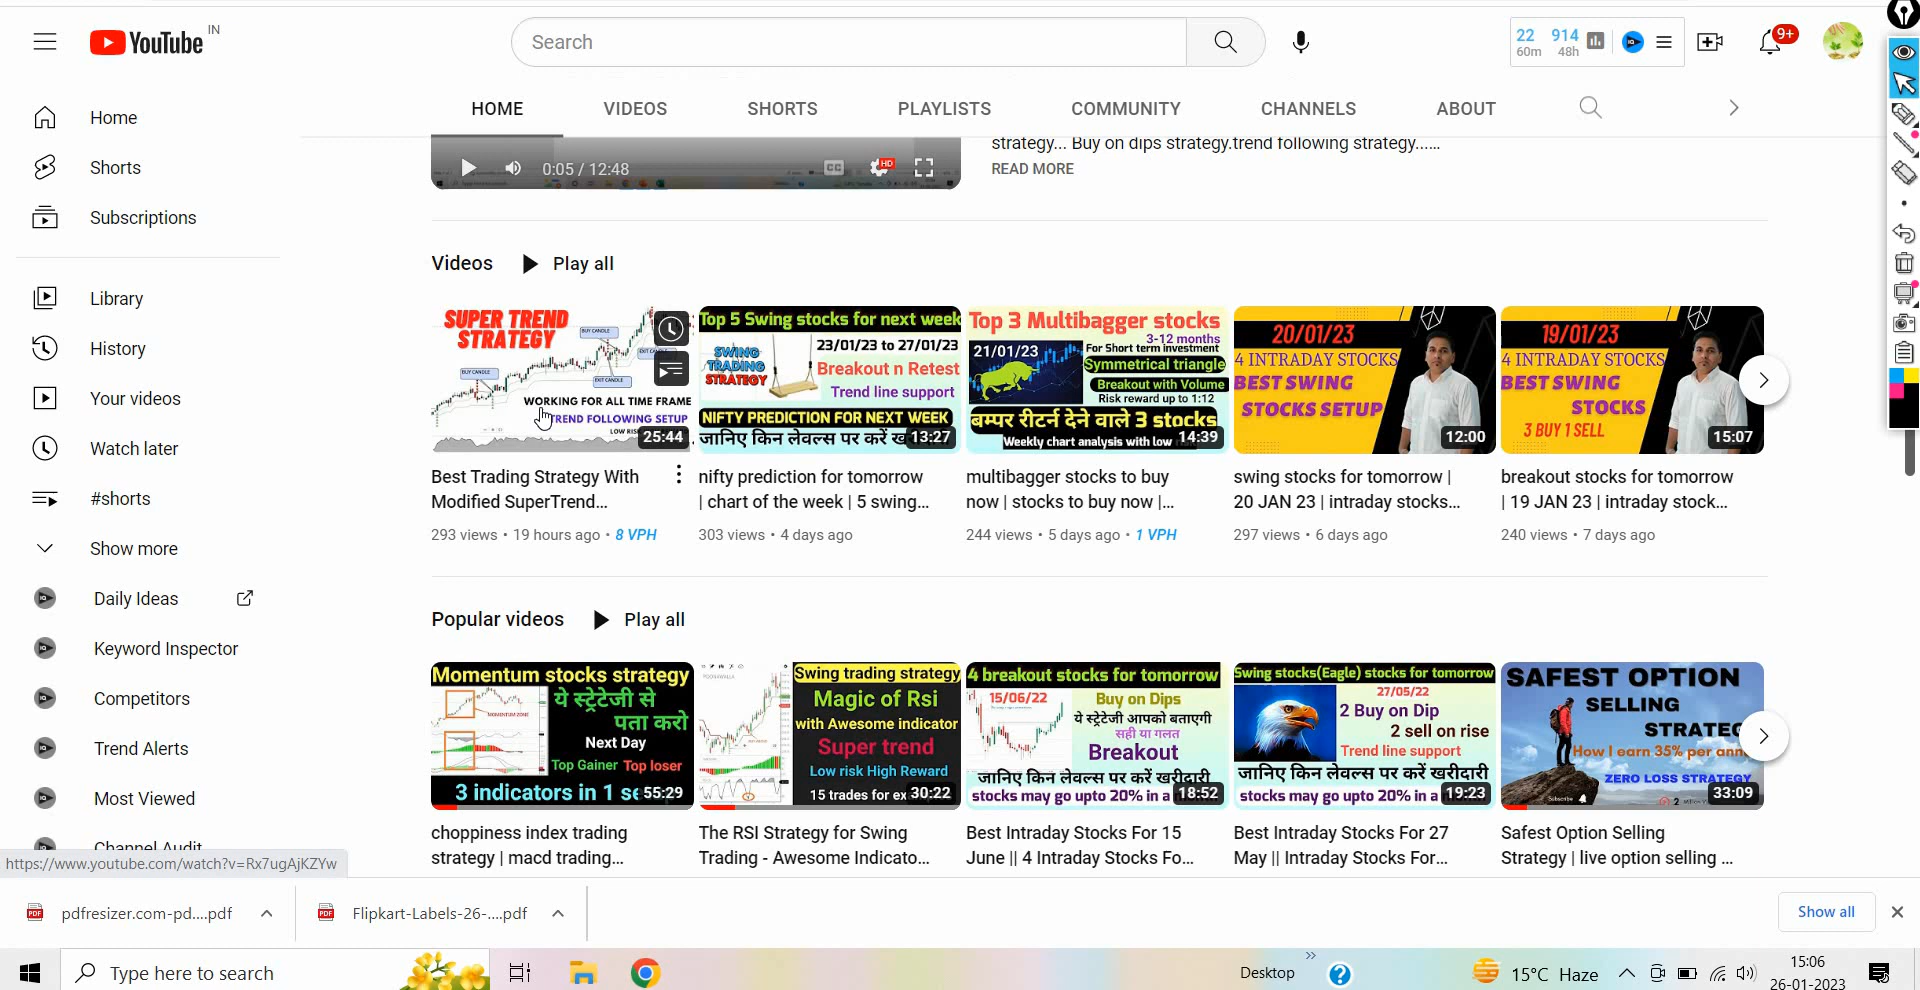 YouTube IN
Search
22 914
60m 48h
9+
HOME VIDEOS SHORTS PLAYLISTS COMMUNITY CHANNELS ABOUT
Home
Shorts
Subscriptions
Library
History
Your videos
Watch later
#shorts
Show more
Daily Ideas
Keyword Inspector
Competitors
Trend Alerts
Most Viewed
Channel Audit
strategy... Buy on dips strategy.trend following strategy......
READ MORE
0:05 / 12:48
CC HD
Videos Play all
SUPER TREND
STRATEGY
BUY CANDLE
BUY CANDLE
EXIT CANDLE
WORKING FOR ALL TIME FRAME
TREND FOLLOWING SETUP
25:44
Best Trading Strategy With
Modified SuperTrend...
293 views • 19 hours ago • 8 VPH
Top 5 Swing stocks for next week
23/01/23 to 27/01/23
SWING
TRADING
STRATEGY
Breakout n Retest
Trend line support
NIFTY PREDICTION FOR NEXT WEEK
जानिए किन लेवल्स पर करें
13:27
nifty prediction for tomorrow
| chart of the week | 5 swing...
303 views • 4 days ago
Top 3 Multibagger stocks
3-12 months
21/01/23
For Short term investment
Symmetrical triangle
Breakout with Volume
Risk reward up to 1:12
बम्पर रीटर्न देने वाले 3 stocks
Weekly chart analysis with low
14:39
multibagger stocks to buy
now | stocks to buy now |...
244 views • 5 days ago • 1 VPH
20/01/23
4 INTRADAY STOCKS
BEST SWING
STOCKS SETUP
12:00
swing stocks for tomorrow |
20 JAN 23 | intraday stocks...
297 views • 6 days ago
19/01/23
4 INTRADAY STOCKS
BEST SWING
STOCKS
3 BUY 1 SELL
15:07
breakout stocks for tomorrow
| 19 JAN 23 | intraday stock...
240 views • 7 days ago
Popular videos Play all
Momentum stocks strategy
ये स्ट्रेटेजी से
पता करो
Next Day
Top Gainer Top loser
3 indicators in 1 se
55:29
choppiness index trading
strategy | macd trading...
Swing trading strategy
Magic of Rsi
with Awesome indicator
Super trend
Low risk High Reward
15 trades for
30:22
The RSI Strategy for Swing
Trading - Awesome Indicato...
4 breakout stocks for tomorrow
15/06/22
Buy on Dips
ये स्ट्रेटेजी आपको बताएगी
सही या गलत
Breakout
जानिए किन लेवल्स पर करें खरीदारी
stocks may go upto 20% in a
18:52
Best Intraday Stocks For 15
June || 4 Intraday Stocks Fo...
Swing stocks(Eagle) stocks for tomorrow
27/05/22
2 Buy on Dip
2 sell on rise
Trend line support
जानिए किन लेवल्स पर करें खरीदारी
stocks may go upto 20% in a
19:23
Best Intraday Stocks For 27
May || Intraday Stocks For...
SAFEST OPTION
SELLING
STRATEG
How I earn 35% per ann
ZERO LOSS STRATEGY
Subscribe
33:09
Safest Option Selling
Strategy | live option selling ...
https://www.youtube.com/watch?v=Rx7ugAjKZYw
pdfresizer.com-pd....pdf
Flipkart-Labels-26-....pdf
Show all
Type here to search
Desktop
15°C Haze
15:06
26-01-2023